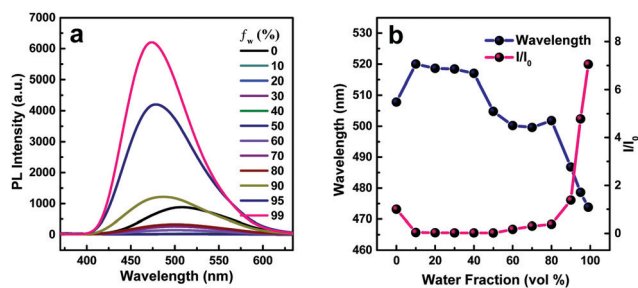 a
f_w (%)
0
10
20
30
40
50
60
70
80
90
95
99
7000
6000
5000
4000
3000
2000
1000
0
PL Intensity (a.u.)
400 450 500 550 600
Wavelength (nm)
b
Wavelength
I/I₀
540
530
520
510
500
490
480
470
460
Wavelength (nm)
8
6
4
2
0
I/I₀
0 20 40 60 80 100
Water Fraction (vol %)